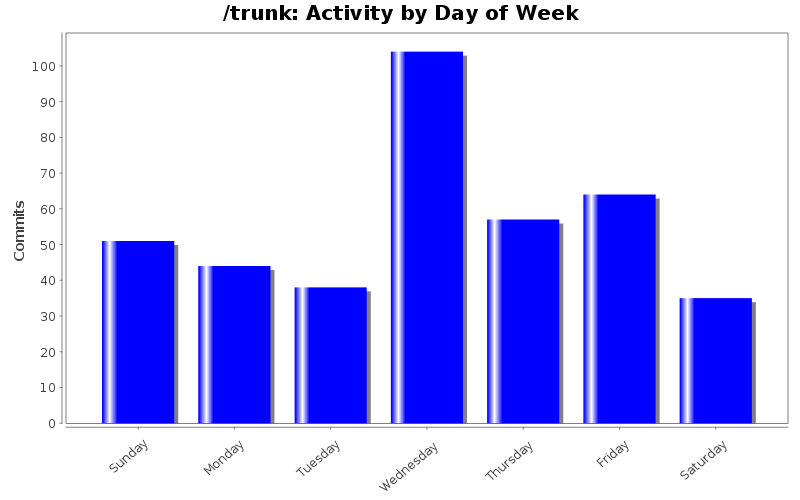 /trunk: Activity by Day of Week
Commits
100
90
80
70
60
50
40
30
20
10
0
Sunday
Monday
Tuesday
Wednesday
Thursday
Friday
Saturday